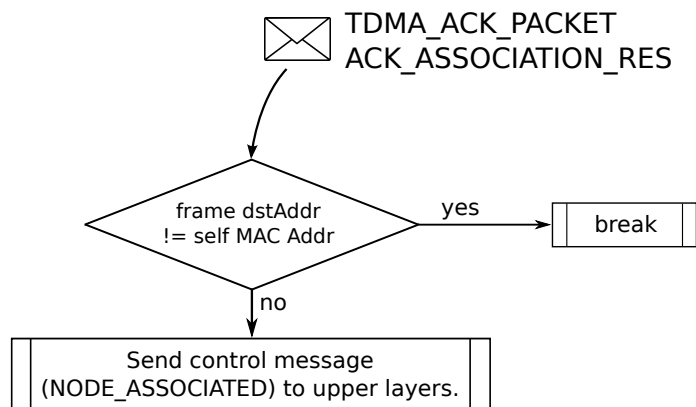 TDMA_ACK_PACKET
ACK_ASSOCIATION_RES
frame dstAddr
!= self MAC Addr
yes
break
no
Send control message
(NODE_ASSOCIATED) to upper layers.